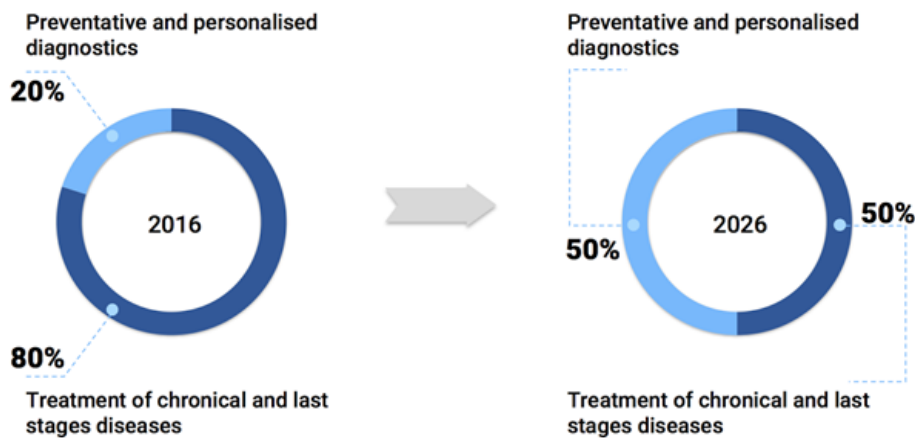 Preventative and personalised
diagnostics
20%
2016
80%
Treatment of chronical and last
stages diseases
Preventative and personalised
diagnostics
50%
2026
50%
Treatment of chronical and last
stages diseases